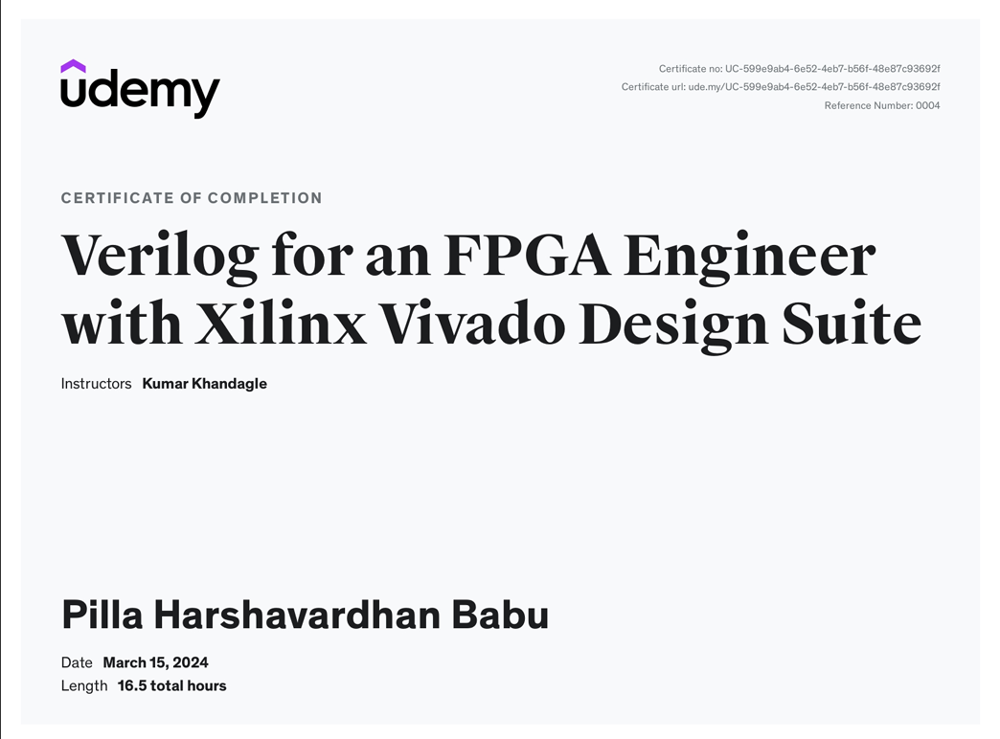 udemy
Certificate no: UC-599e9ab4-6e52-4eb7-b56f-48e87c93692f
Certificate url: ude.my/UC-599e9ab4-6e52-4eb7-b56f-48e87c93692f
Reference Number: 0004
CERTIFICATE OF COMPLETION
Verilog for an FPGA Engineer
with Xilinx Vivado Design Suite
Instructors Kumar Khandagle
Pilla Harshavardhan Babu
Date March 15, 2024
Length 16.5 total hours